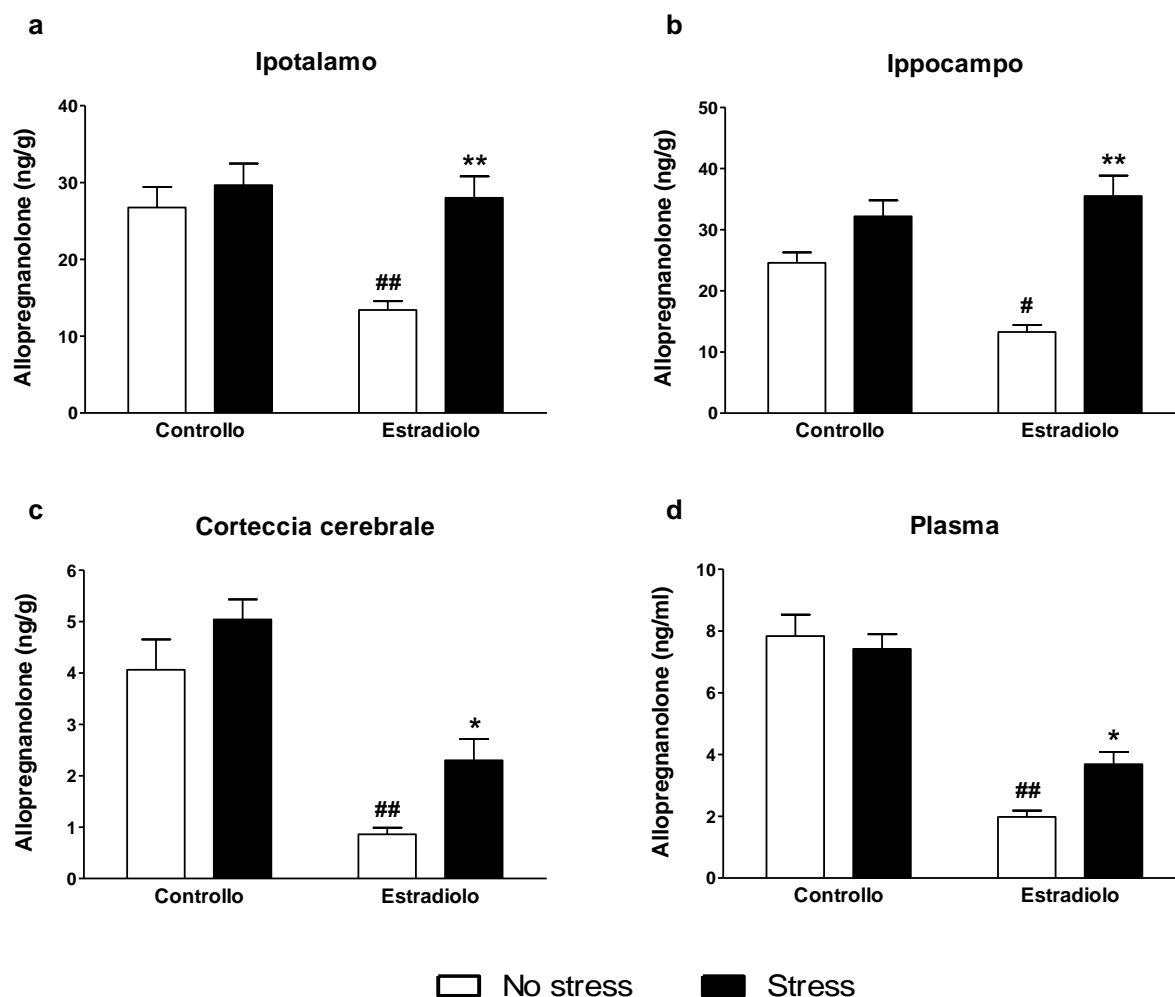 a
Ipotalamo
Allopregnanolone (ng/g)
40
30
20
10
0
##
**
Controllo
Estradiolo
b
Ippocampo
Allopregnanolone (ng/g)
50
40
30
20
10
0
#
**
Controllo
Estradiolo
c
Corteccia cerebrale
Allopregnanolone (ng/g)
6
5
4
3
2
1
0
##
*
Controllo
Estradiolo
d
Plasma
Allopregnanolone (ng/ml)
10
8
6
4
2
0
##
*
Controllo
Estradiolo
No stress
Stress